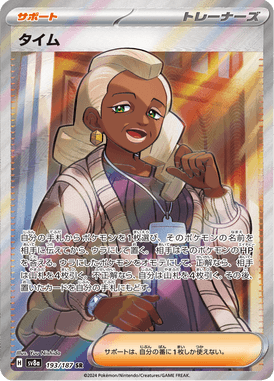 サポート
トレーナーズ
タイム
自分の手札からポケモンを1枚選び、そのポケモンの名前を
相手に伝えてから、ウラにして置く。相手はそのポケモンのHP
を答える。ウラにしたポケモンをオモテにして、正解なら、相手
は山札を4枚引く。不正解なら、自分は山札を4枚引く。その後、
置いたカードを自分の手札にもどす。
Illus. Yuu Nishida
H sv8a 193/187 SR
サポートは、自分の番に1枚しか使えない。
©2024 Pokémon/Nintendo/Creatures/GAME FREAK.